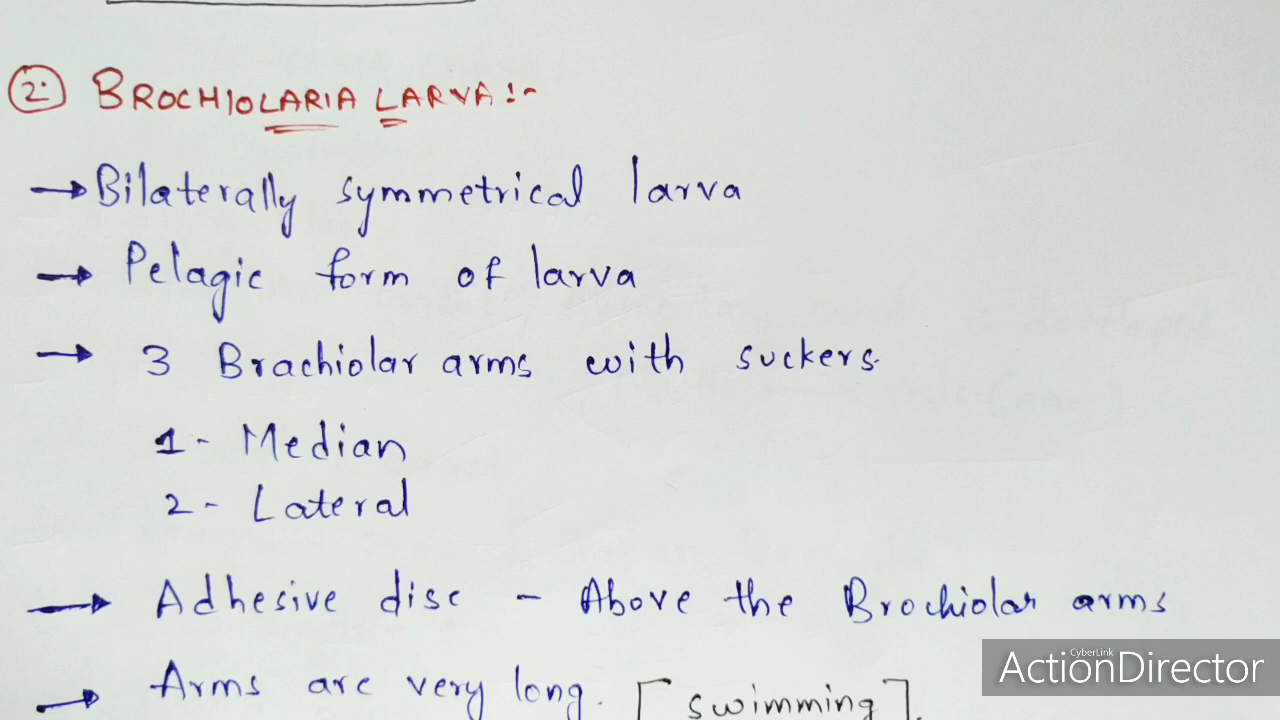 2. BROCHIOLARIA LARVA :-
→ Bilaterally symmetrical larva
→ Pelagic form of larva
→ 3 Brachiolar arms with suckers.
1 - Median
2 - Lateral
→ Adhesive disc - Above the Brochiolar arms
→ Arms are very long. [swimming].
CyberLink
ActionDirector